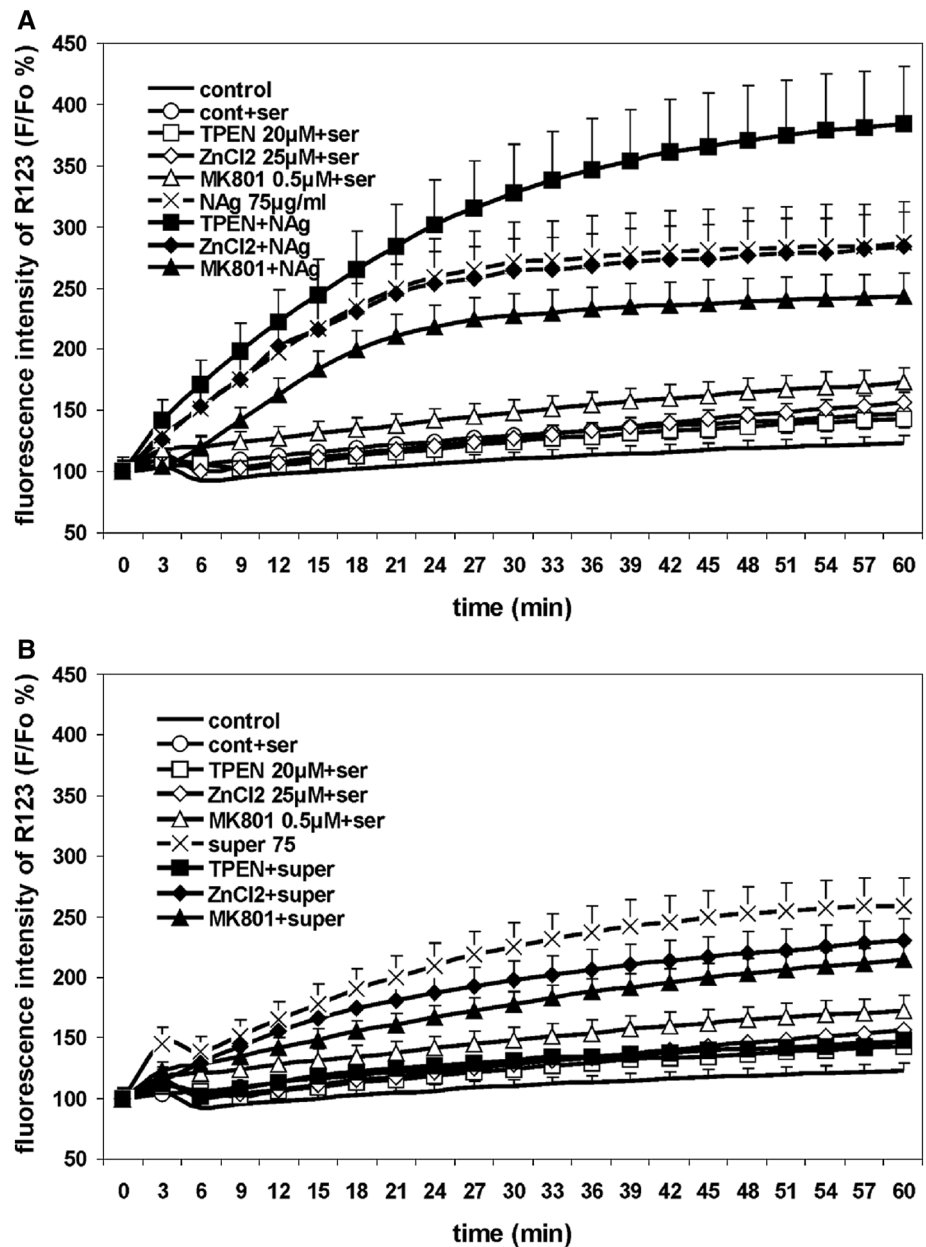 A
fluorescence intensity of R123 (F/Fo %)
450
400
350
300
250
200
150
100
50
control
cont+ser
TPEN 20µM+ser
ZnCl2 25µM+ser
MK801 0.5µM+ser
NAg 75µg/ml
TPEN+NAg
ZnCl2+NAg
MK801+NAg
0 3 6 9 12 15 18 21 24 27 30 33 36 39 42 45 48 51 54 57 60
time (min)
B
fluorescence intensity of R123 (F/Fo %)
450
400
350
300
250
200
150
100
50
control
cont+ser
TPEN 20µM+ser
ZnCl2 25µM+ser
MK801 0.5µM+ser
super 75
TPEN+super
ZnCl2+super
MK801+super
0 3 6 9 12 15 18 21 24 27 30 33 36 39 42 45 48 51 54 57 60
time (min)